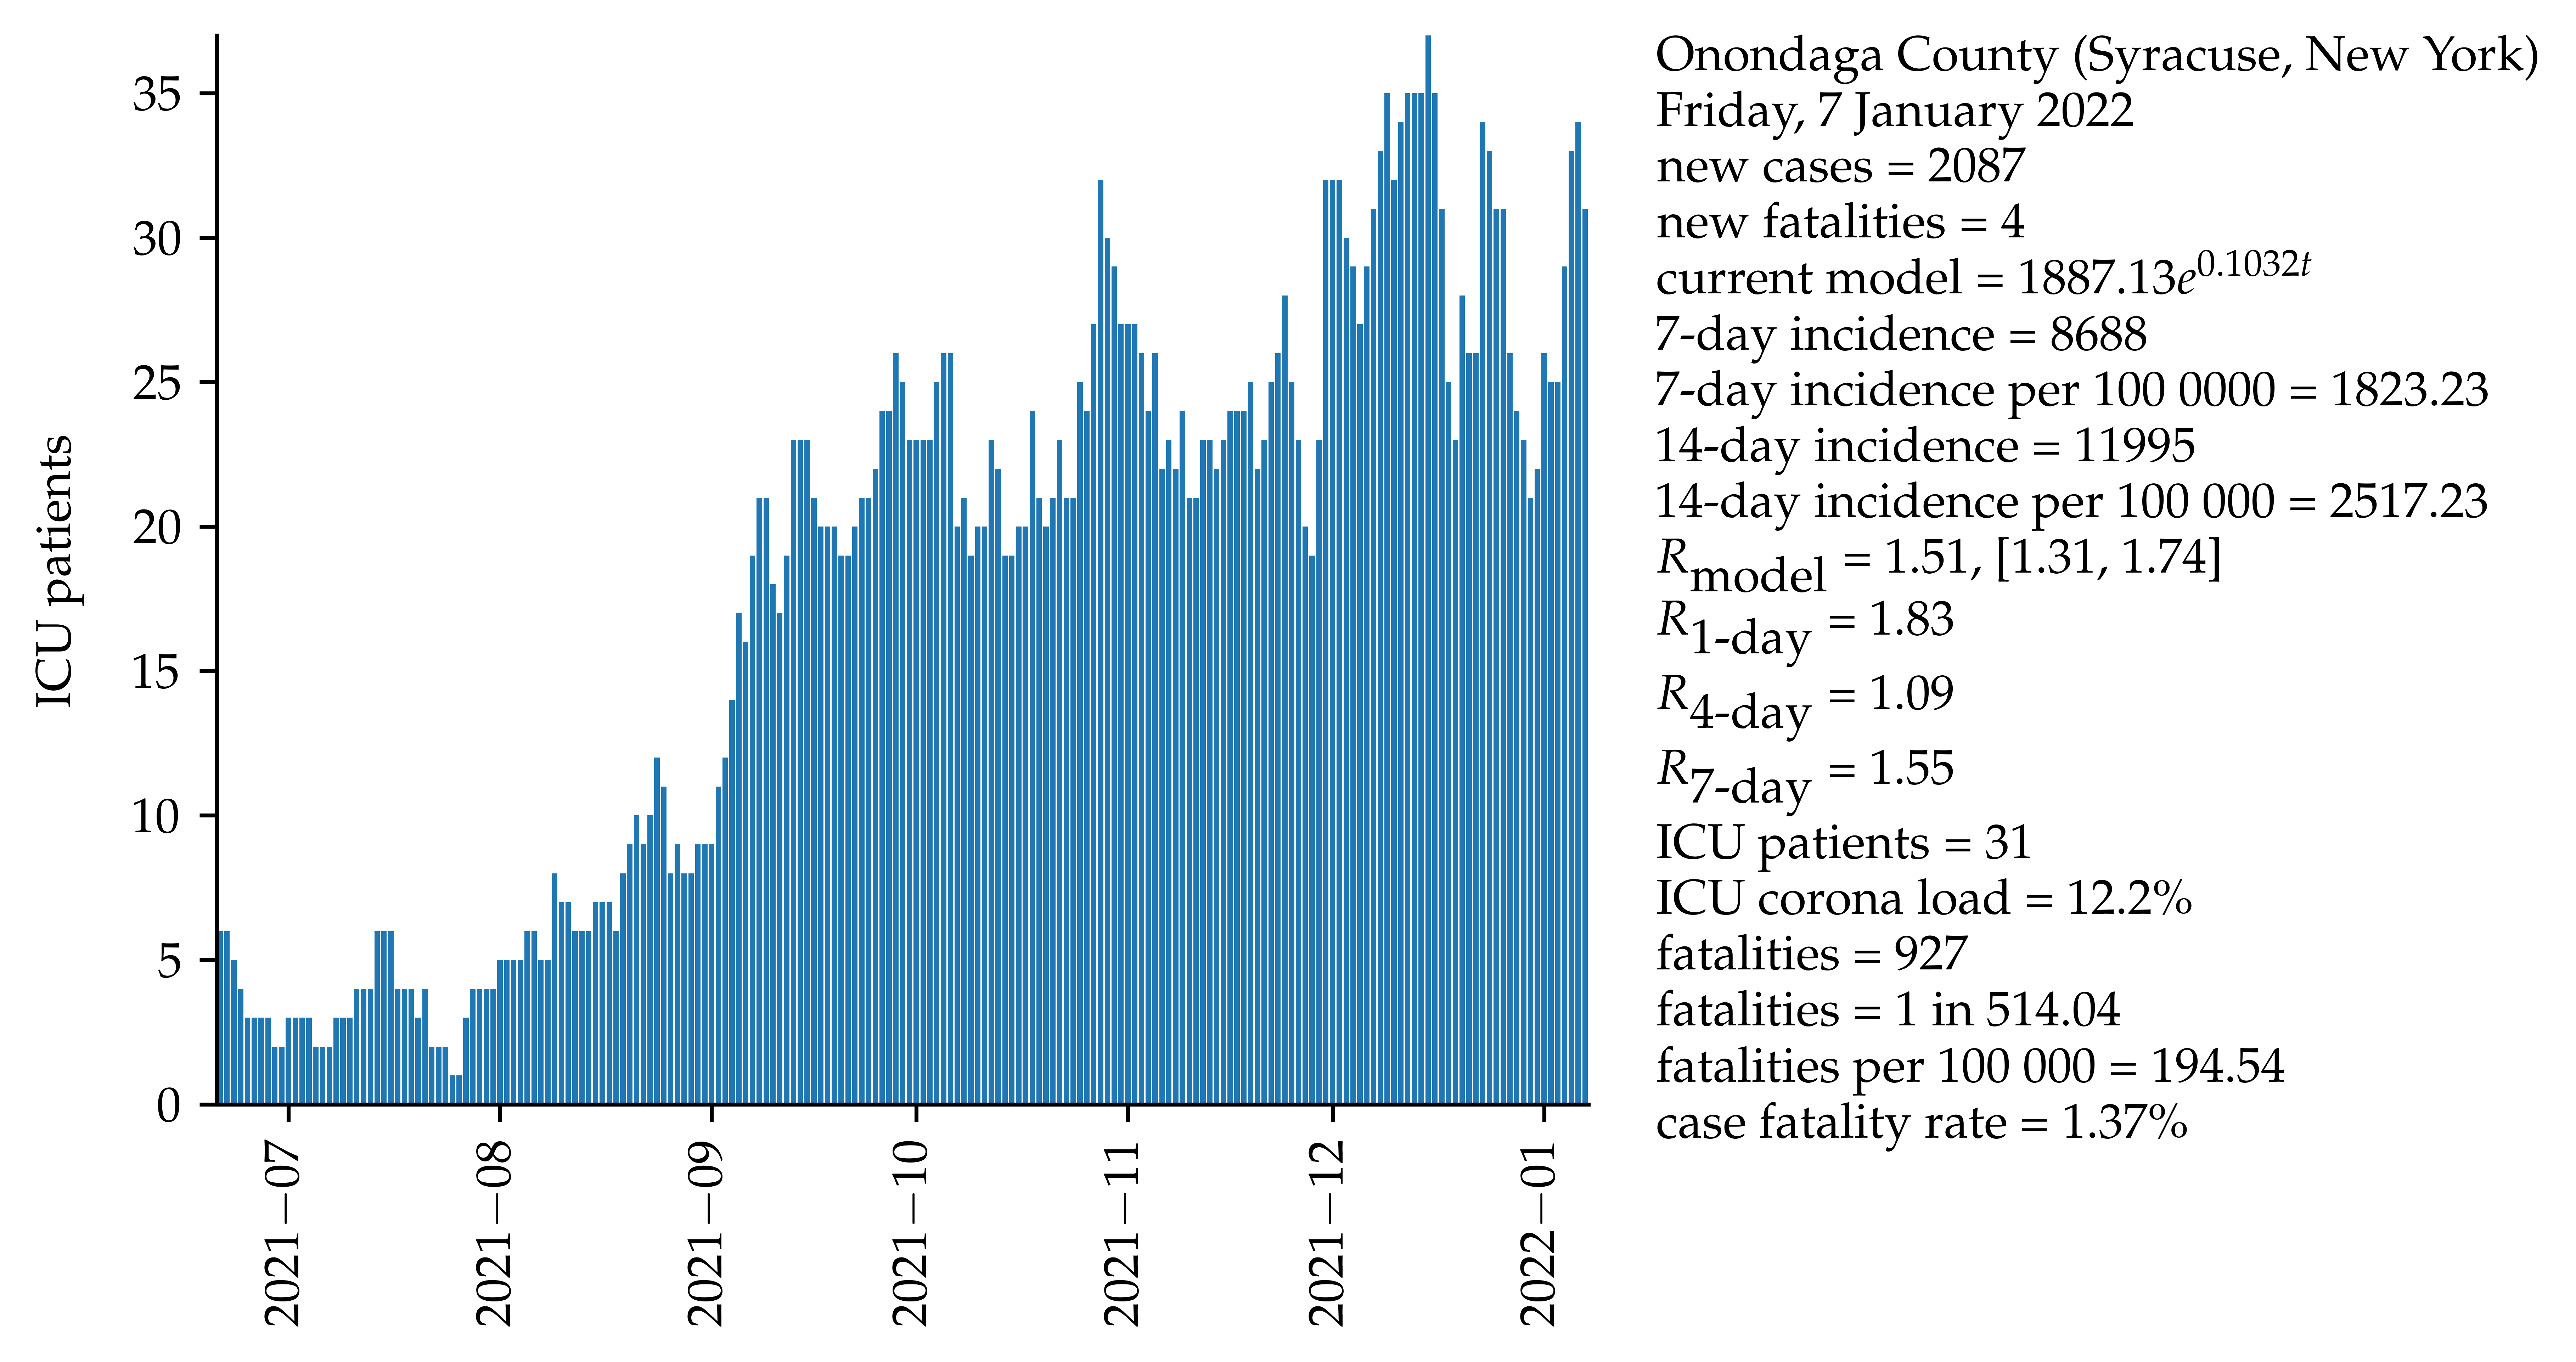 ICU patients
35
30
25
20
15
10
5
0
2021−07
2021−08
2021−09
2021−10
2021−11
2021−12
2022−01
Onondaga County (Syracuse, New York)
Friday, 7 January 2022
new cases = 2087
new fatalities = 4
current model = 1887.13e^0.1032t
7-day incidence = 8688
7-day incidence per 100 0000 = 1823.23
14-day incidence = 11995
14-day incidence per 100 000 = 2517.23
R_model = 1.51, [1.31, 1.74]
R_1-day = 1.83
R_4-day = 1.09
R_7-day = 1.55
ICU patients = 31
ICU corona load = 12.2%
fatalities = 927
fatalities = 1 in 514.04
fatalities per 100 000 = 194.54
case fatality rate = 1.37%